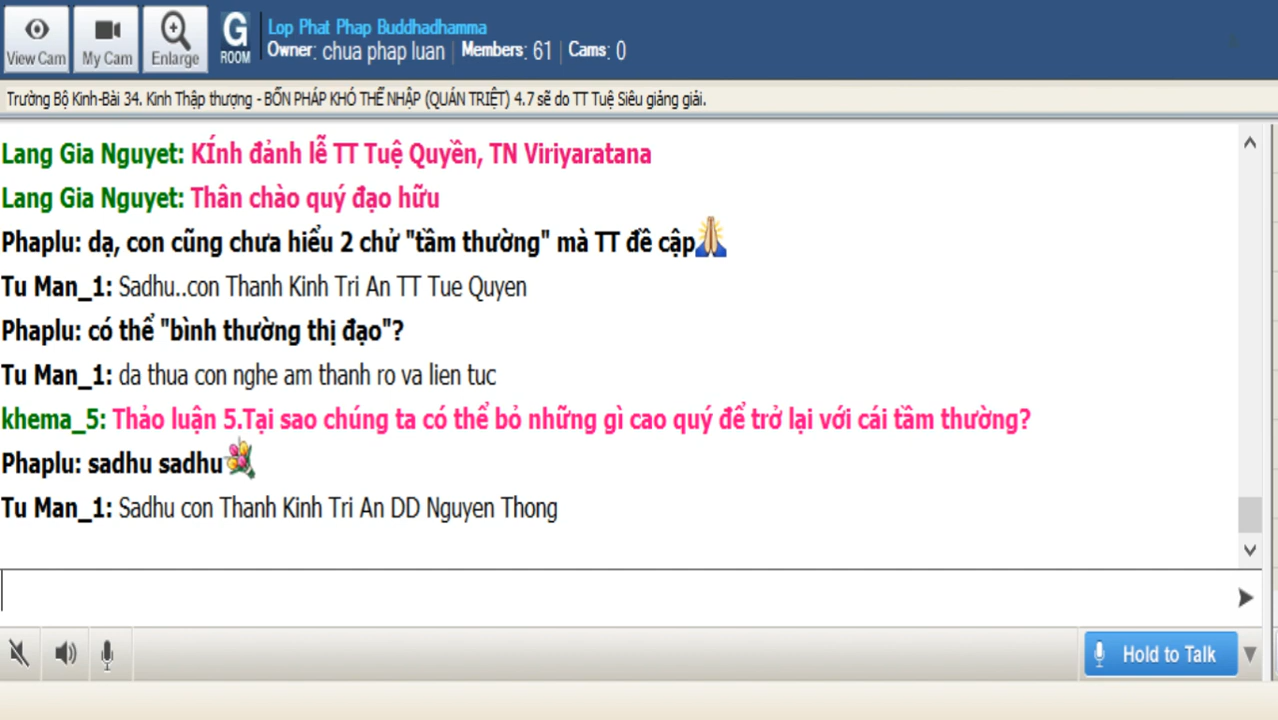 View Cam
My Cam
Enlarge
G
ROOM
Lop Phat Phap Buddhadhamma
Owner: chua phap luan | Members: 61 | Cams: 0
Trường Bộ Kinh-Bài 34. Kinh Thập thượng - BỐN PHÁP KHÓ THỂ NHẬP (QUÁN TRIỆT) 4.7 sẽ do TT Tuệ Siêu giảng giải.
Lang Gia Nguyet: KÍnh đảnh lễ TT Tuệ Quyền, TN Viriyaratana
Lang Gia Nguyet: Thân chào quý đạo hữu
Phaplu: dạ, con cũng chưa hiểu 2 chử "tầm thường" mà TT đề cập
Tu Man_1: Sadhu..con Thanh Kinh Tri An TT Tue Quyen
Phaplu: có thể "bình thường thị đạo"?
Tu Man_1: da thua con nghe am thanh ro va lien tuc
khema_5: Thảo luận 5.Tại sao chúng ta có thể bỏ những gì cao quý để trở lại với cái tầm thường?
Phaplu: sadhu sadhu
Tu Man_1: Sadhu con Thanh Kinh Tri An DD Nguyen Thong
Hold to Talk